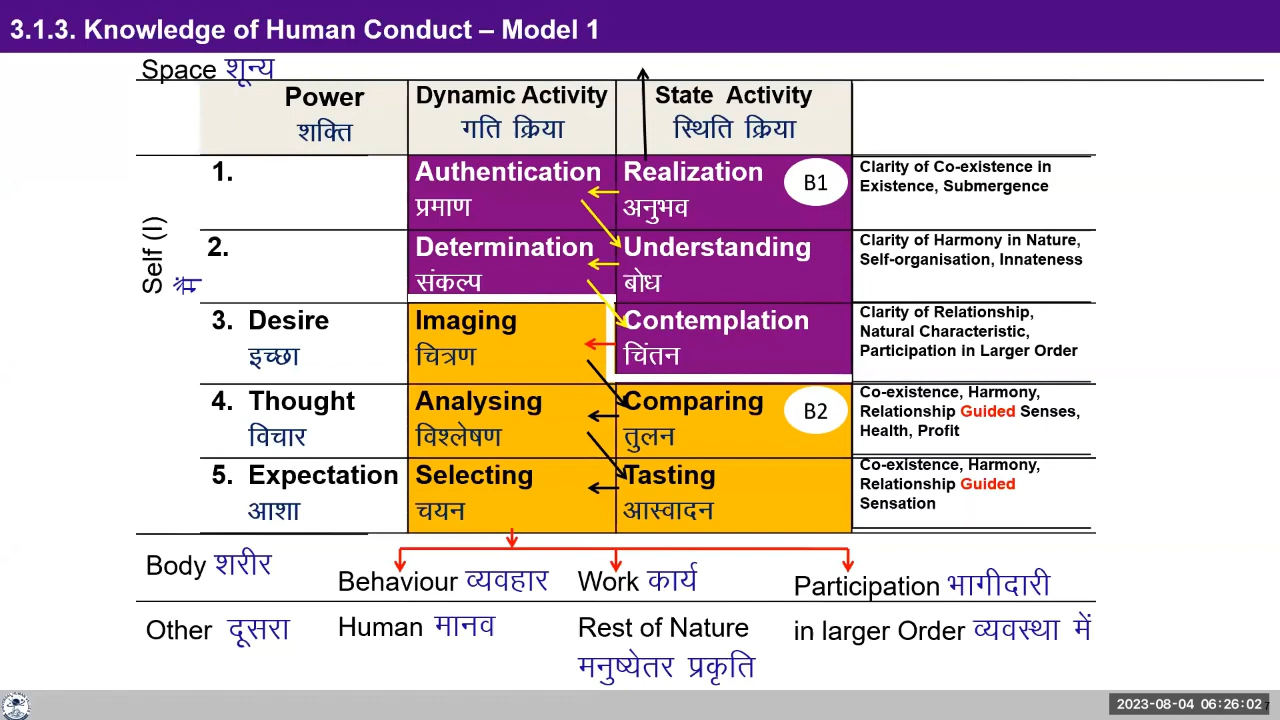 3.1.3. Knowledge of Human Conduct – Model 1
Space शून्य
Power
शक्ति
Dynamic Activity
गति क्रिया
State Activity
स्थिति क्रिया
Self (I)
मैं
1.
Authentication
प्रमाण
Realization
अनुभव
B1
Clarity of Co-existence in
Existence, Submergence
2.
Determination
संकल्प
Understanding
बोध
Clarity of Harmony in Nature,
Self-organisation, Innateness
3. Desire
इच्छा
Imaging
चित्रण
Contemplation
चिंतन
Clarity of Relationship,
Natural Characteristic,
Participation in Larger Order
4. Thought
विचार
Analysing
विश्लेषण
Comparing
तुलन
B2
Co-existence, Harmony,
Relationship Guided Senses,
Health, Profit
5. Expectation
आशा
Selecting
चयन
Tasting
आस्वादन
Co-existence, Harmony,
Relationship Guided
Sensation
Body शरीर
Behaviour व्यवहार
Work कार्य
Participation भागीदारी
Other दूसरा
Human मानव
Rest of Nature
मनुष्येतर प्रकृति
in larger Order व्यवस्था में
2023-08-04 06:26:02
7